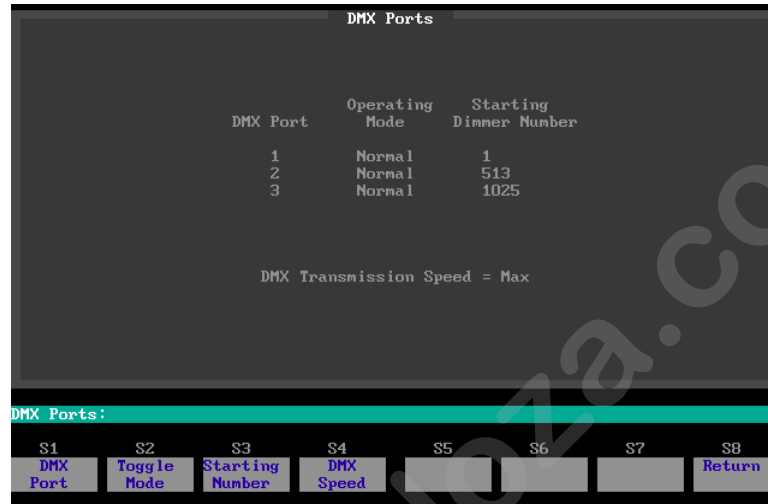 DMX Ports
Operating Starting
DMX Port Mode Dimmer Number
1 Normal 1
2 Normal 513
3 Normal 1025
DMX Transmission Speed = Max
DMX Ports:
S1 S2 S3 S4 S5 S6 S7 S8
DMX Toggle Starting DMX Return
Port Mode Number Speed